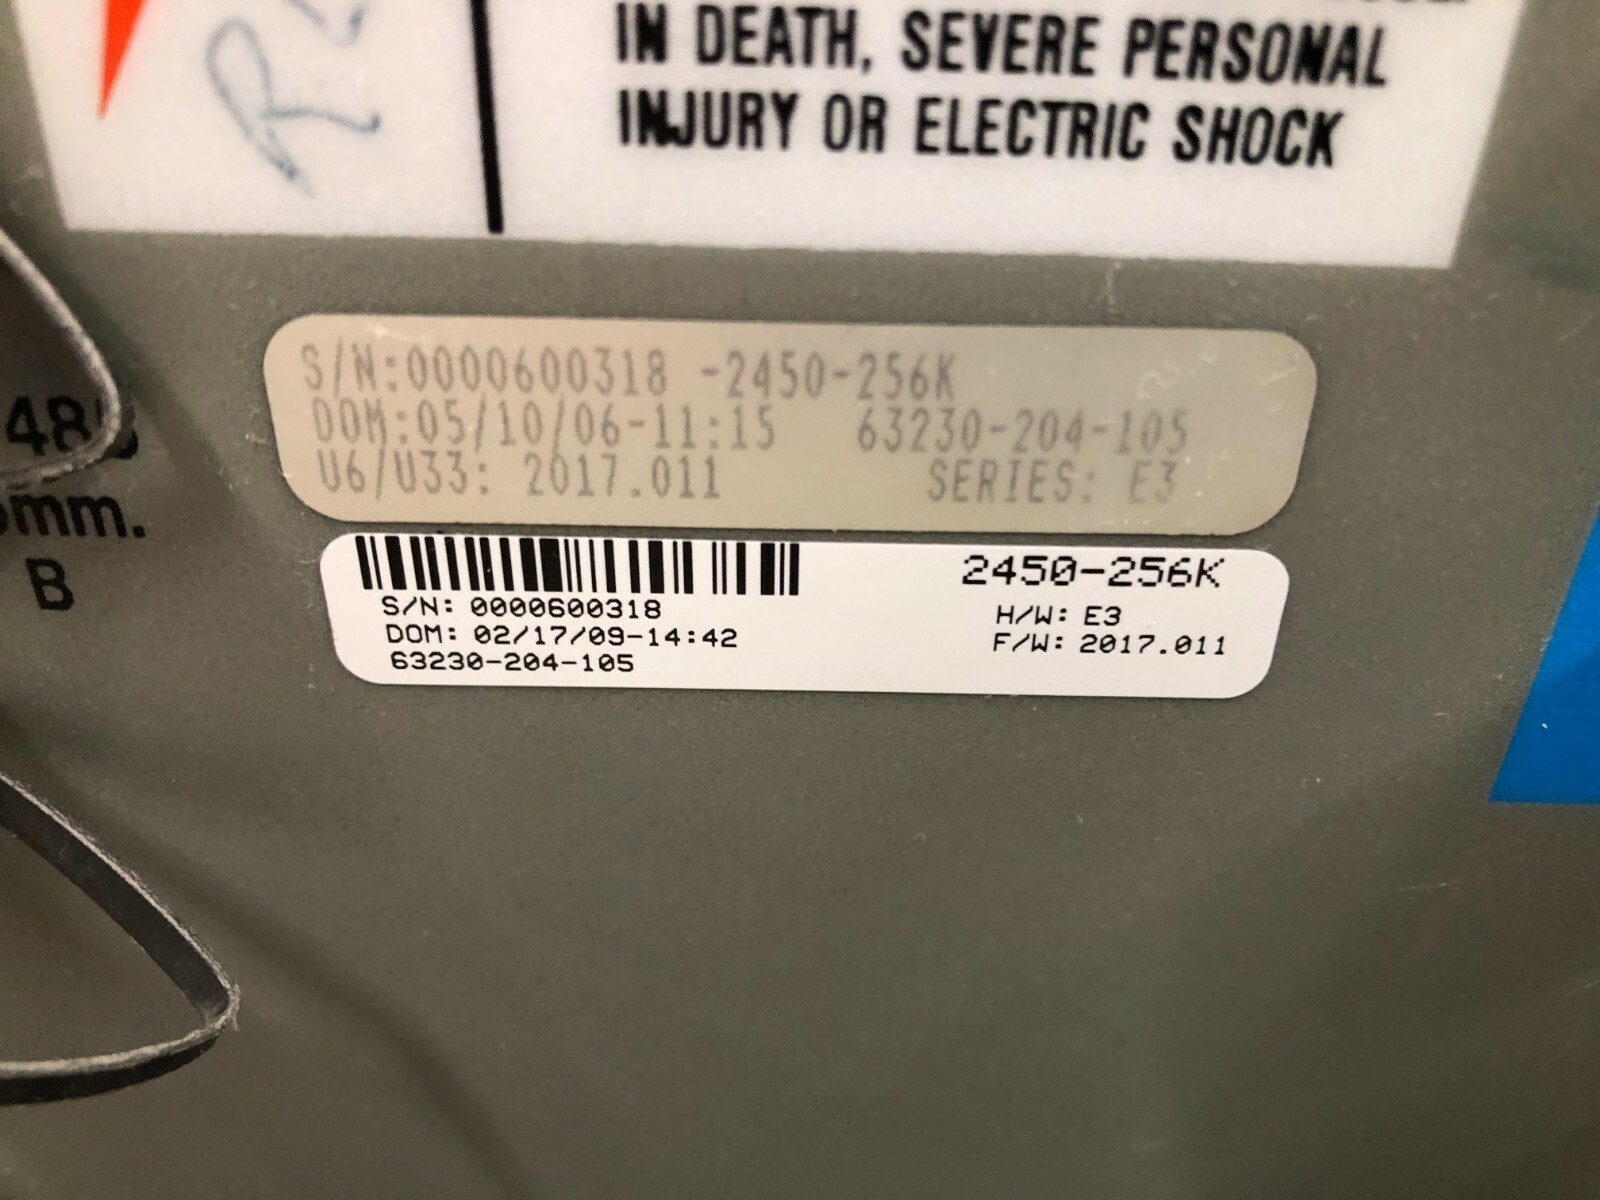 IN DEATH, SEVERE PERSONAL
INJURY OR ELECTRIC SHOCK
S/N:0000600318 -2450-256K
DOM:05/10/06-11:15 63230-204-105
U6/U33: 2017.011 SERIES: E3
485
omm.
B
2450-256K
S/N: 0000600318 H/W: E3
DOM: 02/17/09-14:42 F/W: 2017.011
63230-204-105